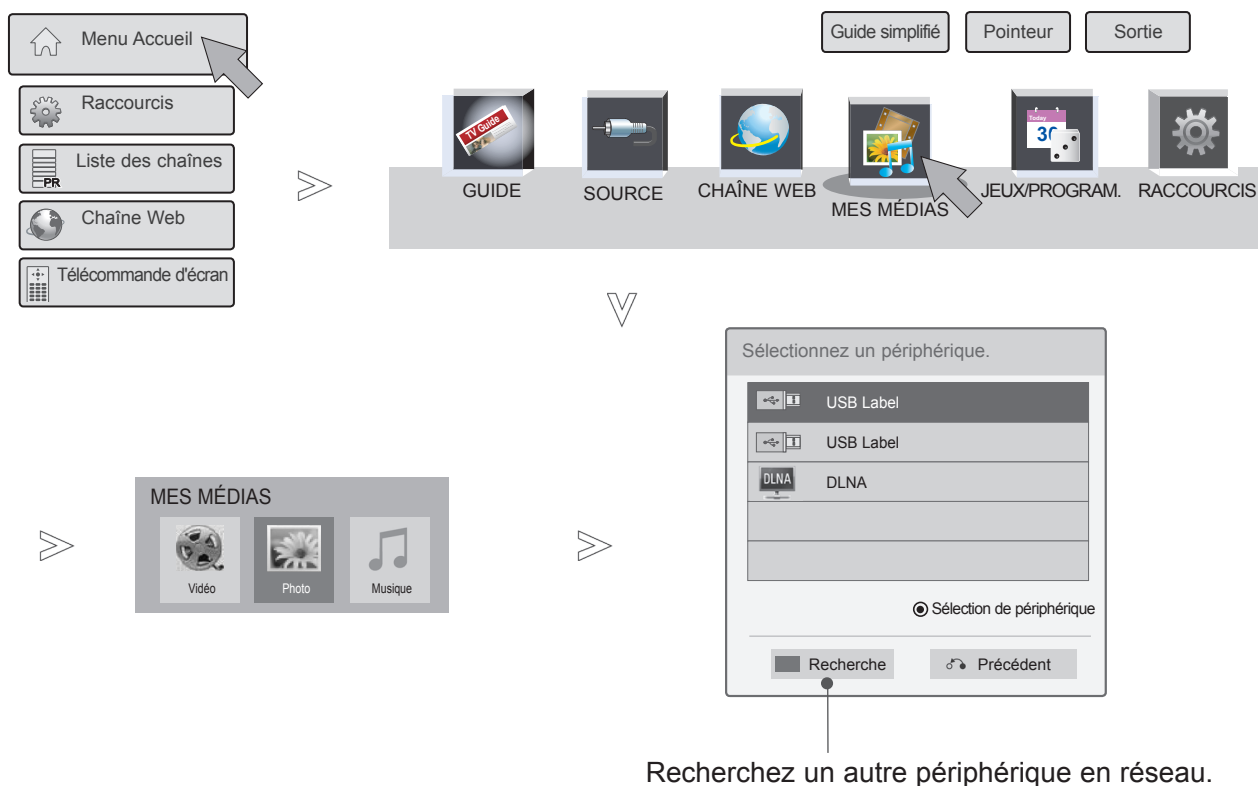 Menu Accueil
Raccourcis
Liste des chaînes
PR
Chaîne Web
Télécommande d'écran
Guide simplifié
Pointeur
Sortie
TV Guide
Today
30
GUIDE
SOURCE
CHAÎNE WEB
MES MÉDIAS
JEUX/PROGRAM.
RACCOURCIS
MES MÉDIAS
Vidéo
Photo
Musique
Sélectionnez un périphérique.
USB Label
USB Label
DLNA
DLNA
Sélection de périphérique
Recherche
Précédent
Recherchez un autre périphérique en réseau.